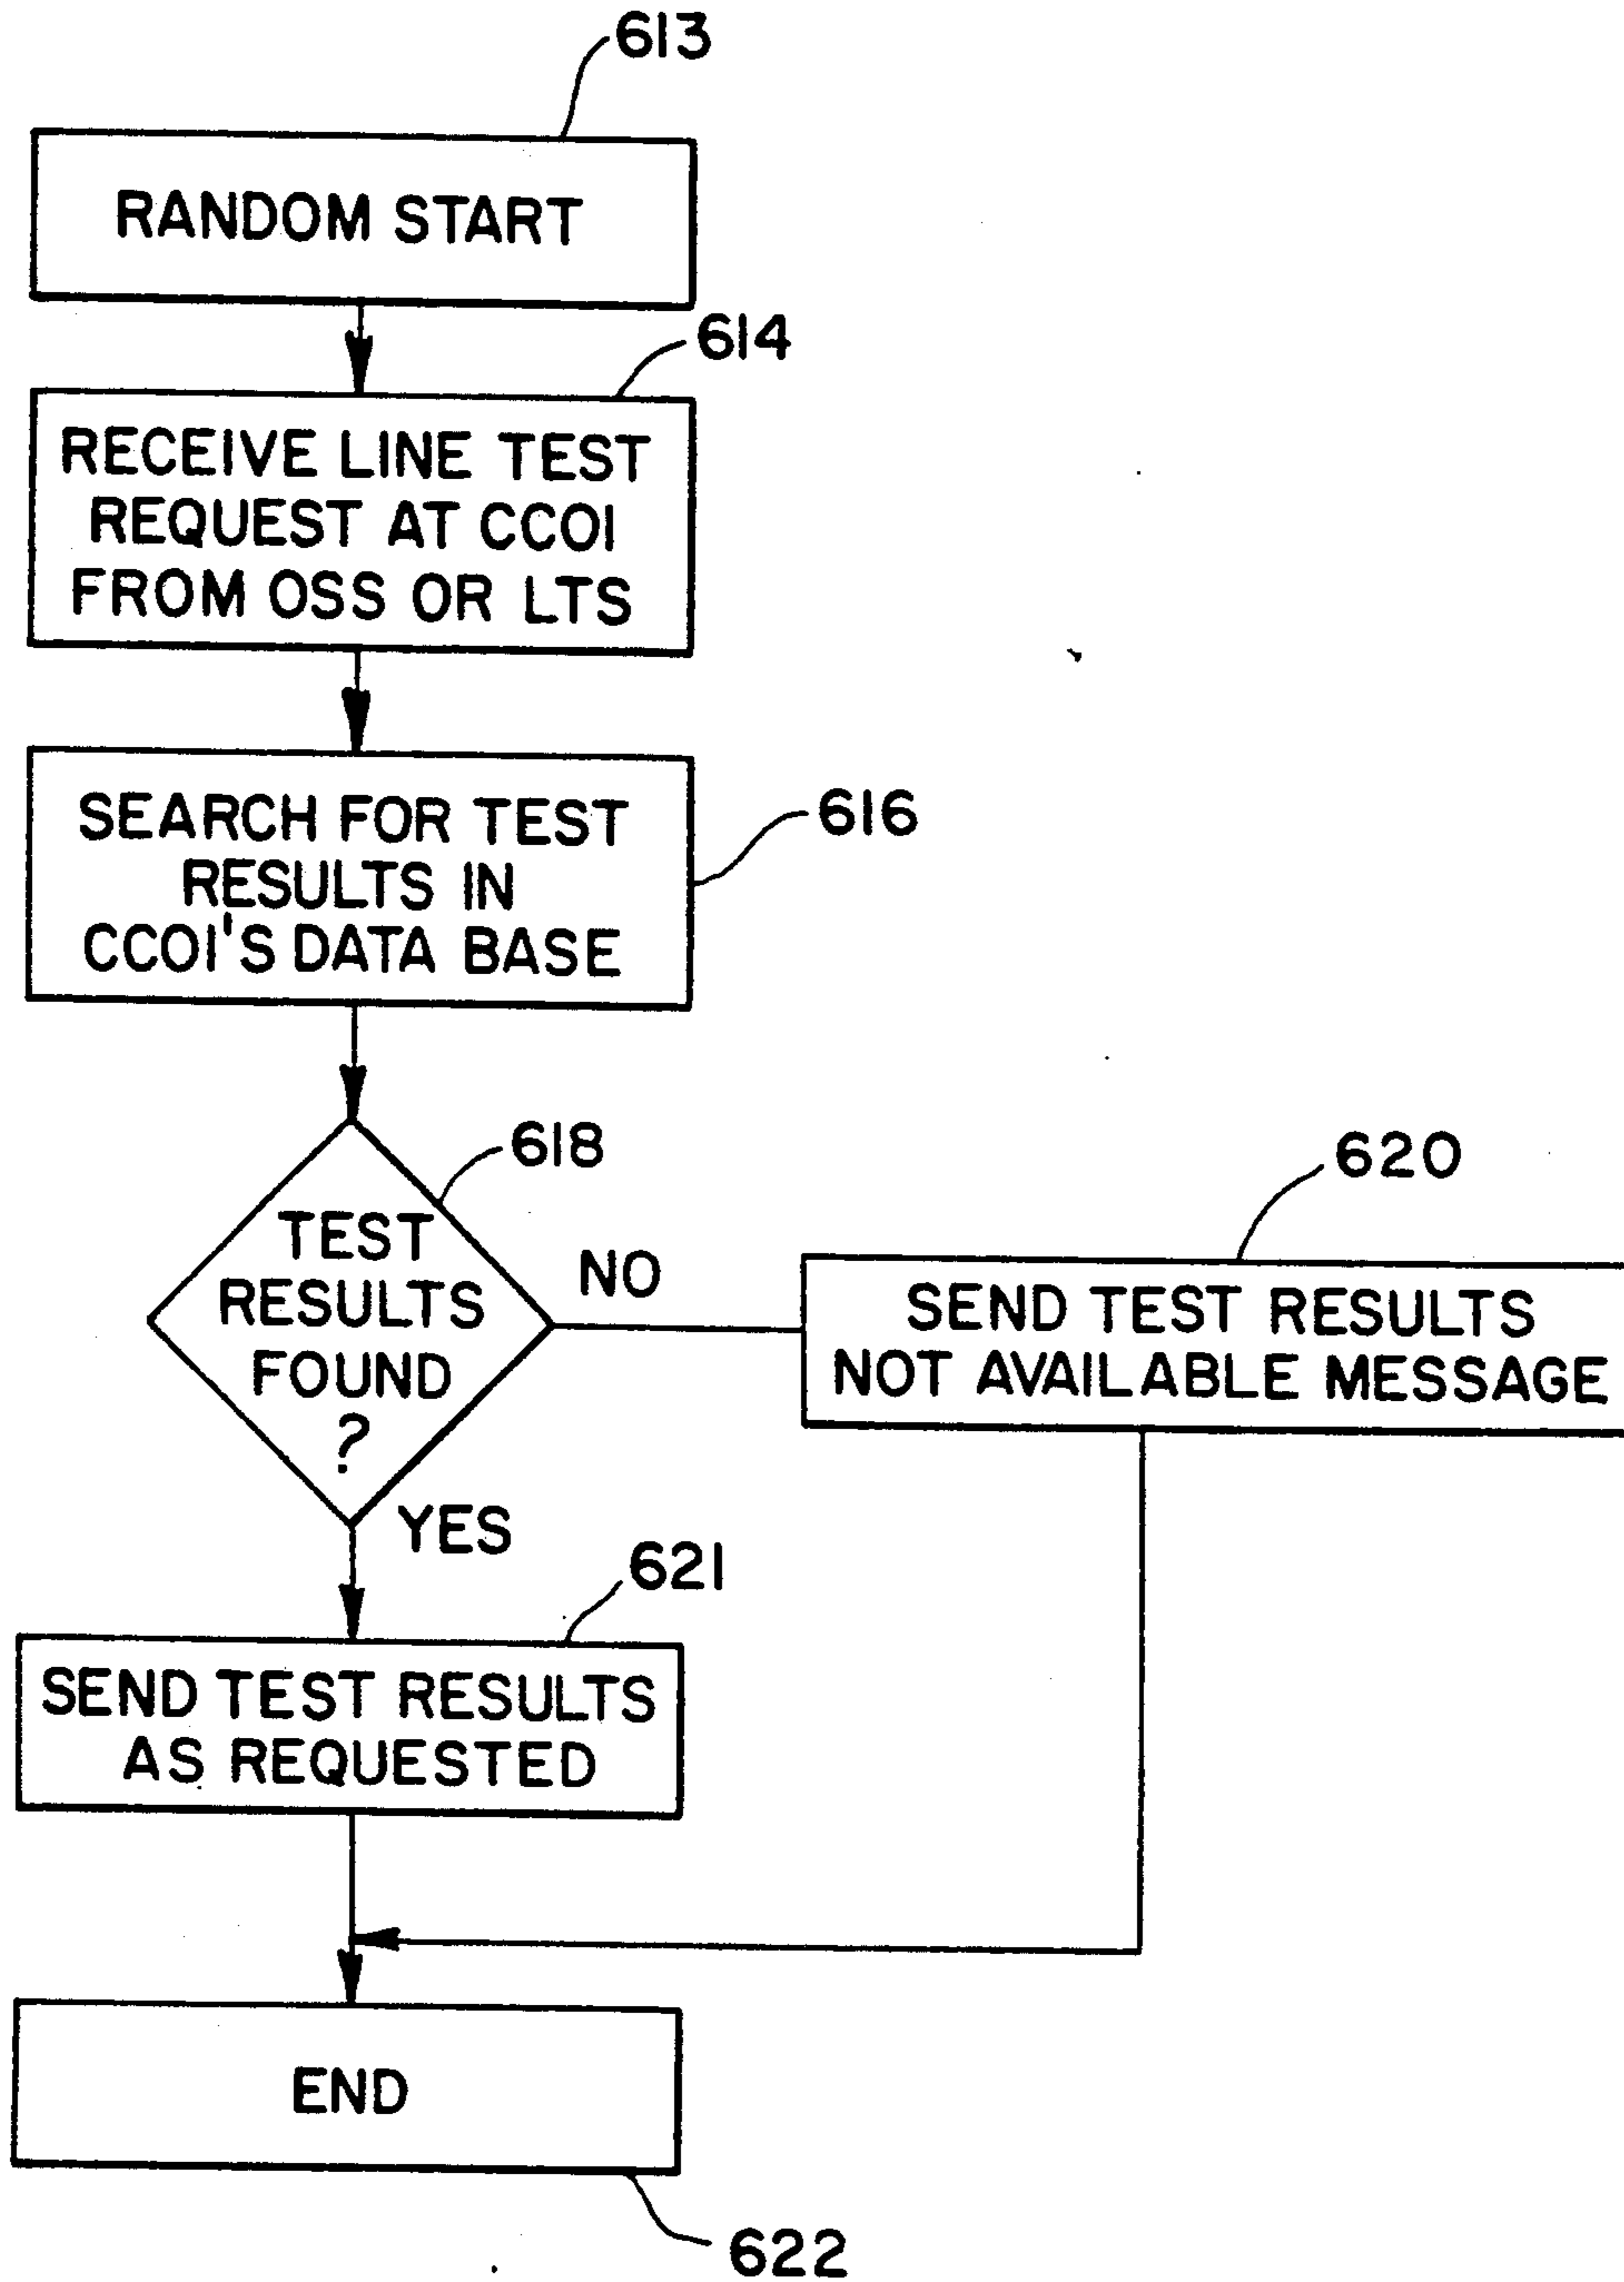 613
RANDOM START
614
RECEIVE LINE TEST
REQUEST AT CCOI
FROM OSS OR LTS
616
SEARCH FOR TEST
RESULTS IN
CCOI'S DATA BASE
618
TEST
RESULTS
FOUND
?
NO
620
SEND TEST RESULTS
NOT AVAILABLE MESSAGE
YES
621
SEND TEST RESULTS
AS REQUESTED
END
622